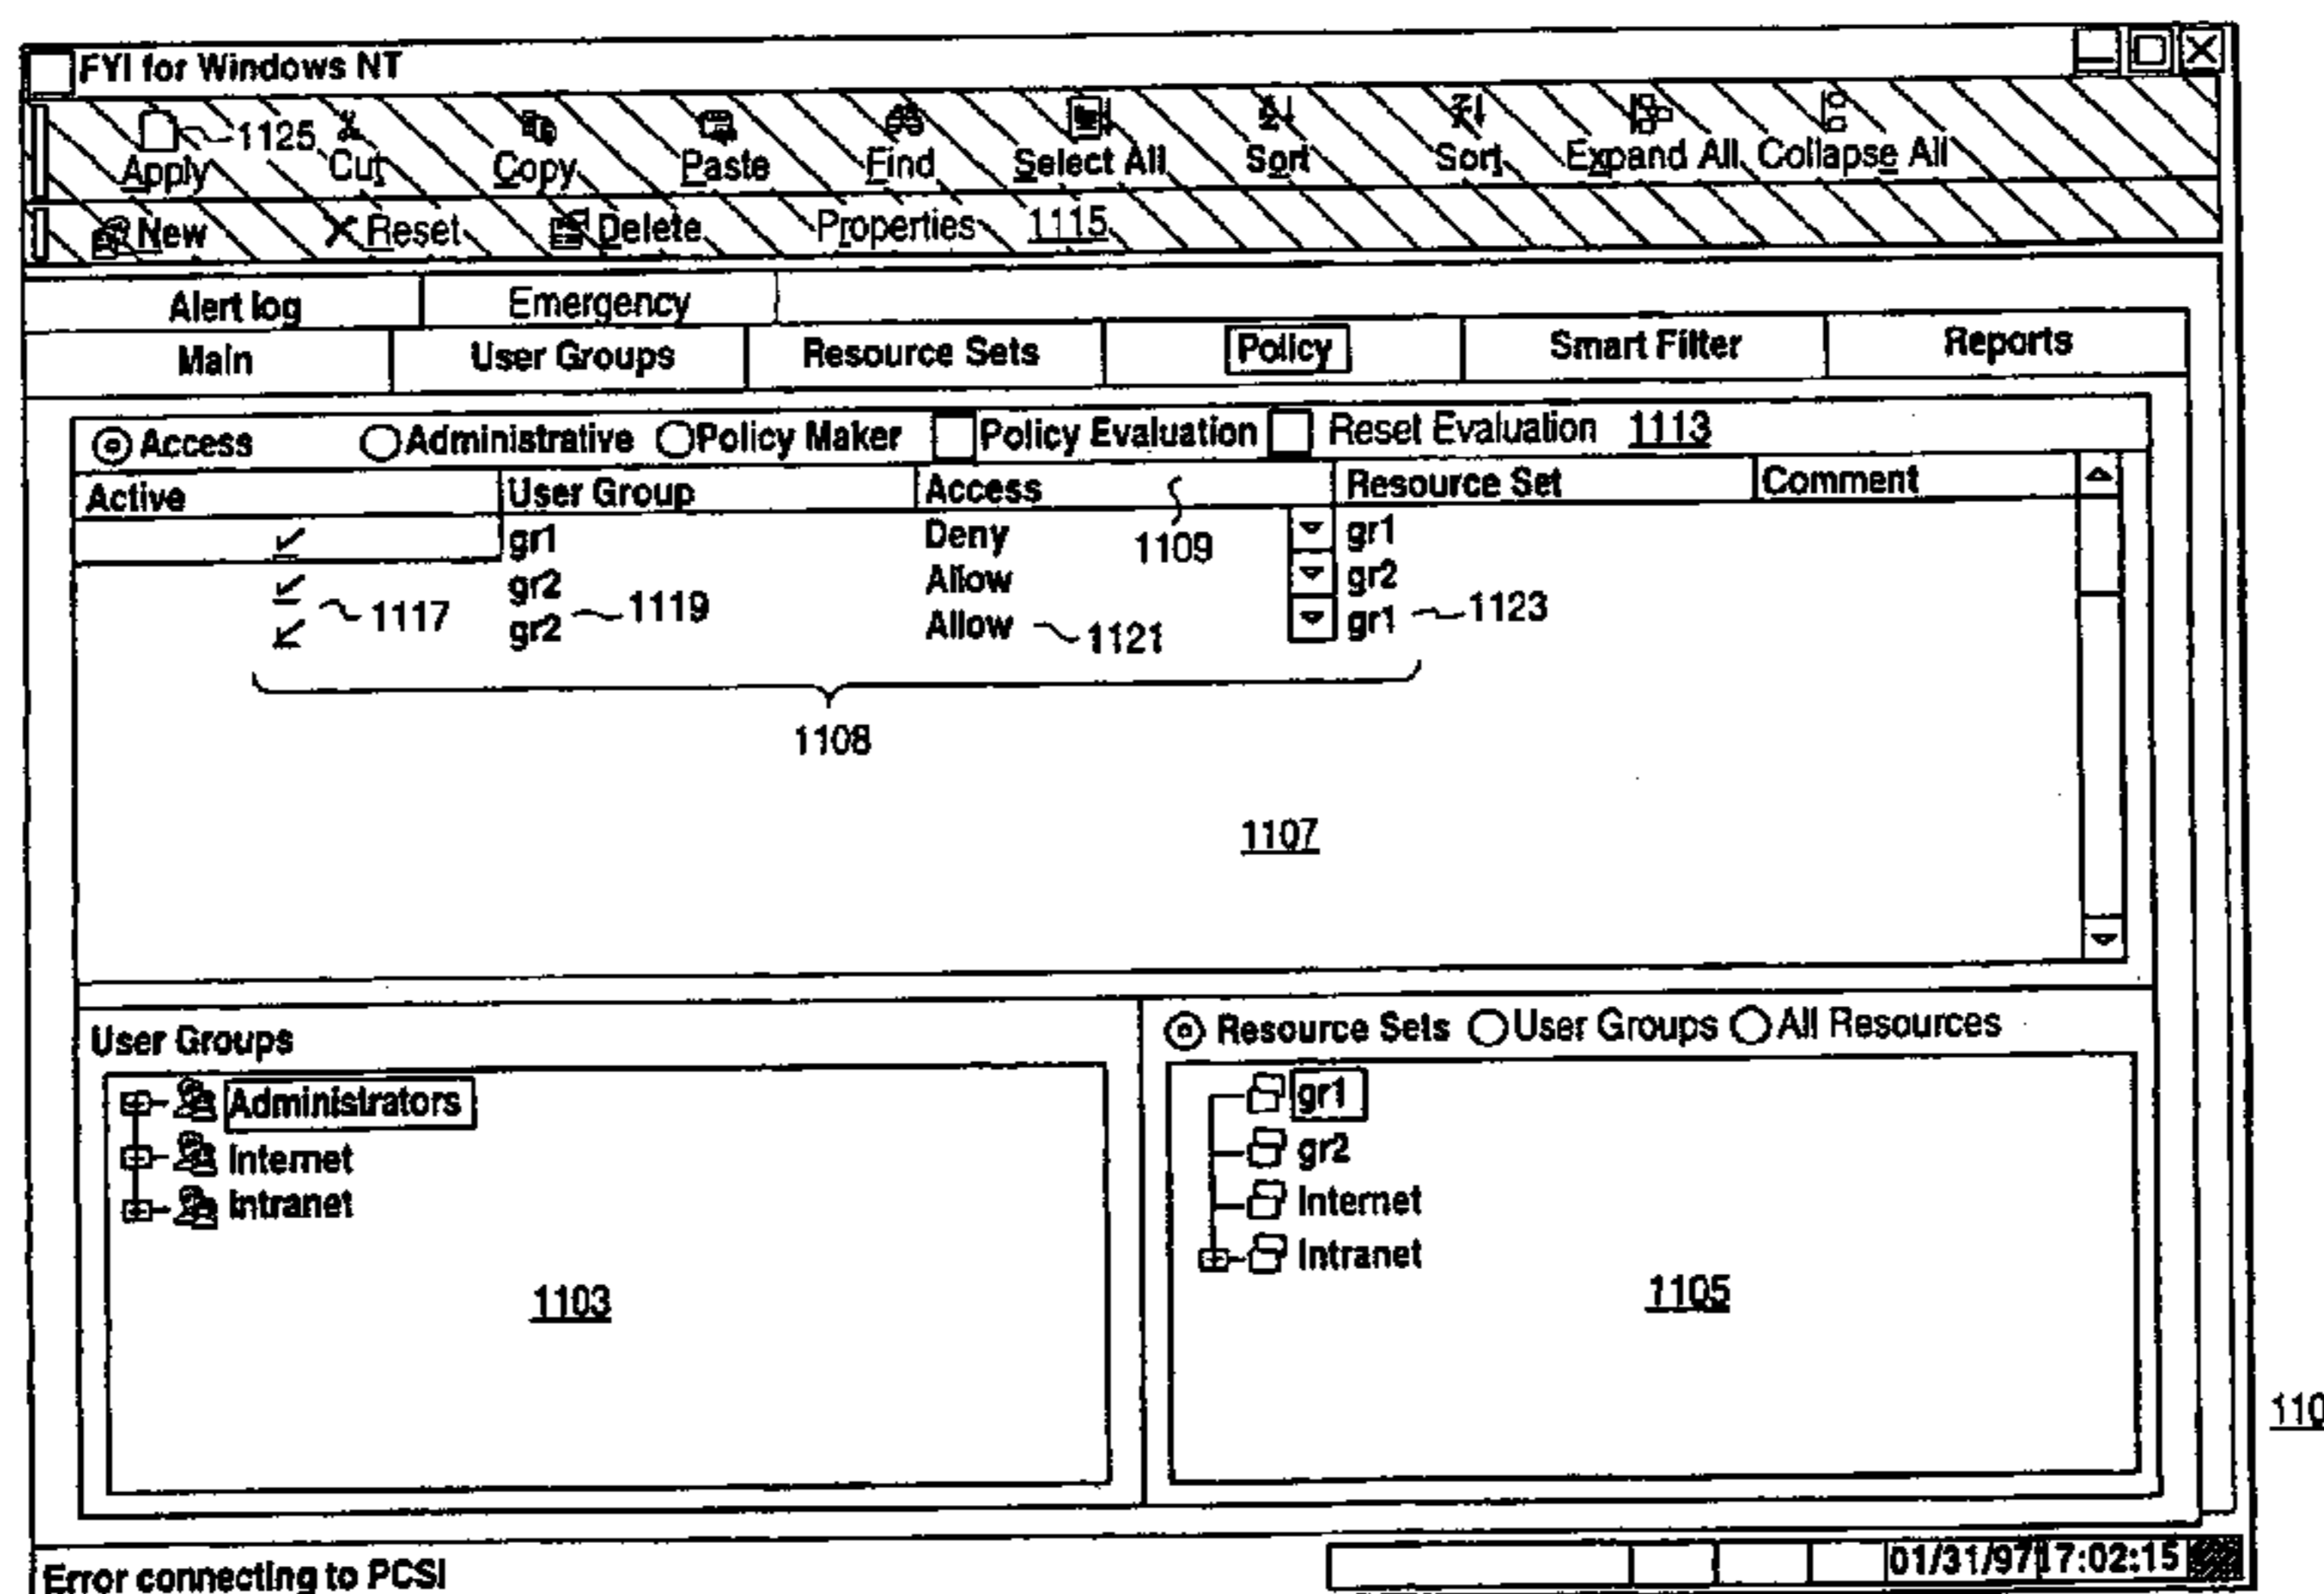 FYI for Windows NT
1125
Apply Cut Copy Paste Find Select All Sort Sort Expand All Collapse All
New Reset Delete Properties 1115
Alert log Emergency
Main User Groups Resource Sets Policy Smart Filter Reports
Access Administrative Policy Maker Policy Evaluation Reset Evaluation 1113
Active User Group Access Resource Set Comment
gr1 Deny 1109 gr1
gr2 Allow gr2
1117 gr2 1119 Allow 1121 gr1 1123
1108
1107
User Groups
Administrators
Internet
Intranet
1103
Resource Sets User Groups All Resources
gr1
gr2
Internet
Intranet
1105
110
Error connecting to PCSI 01/31/97 17:02:15